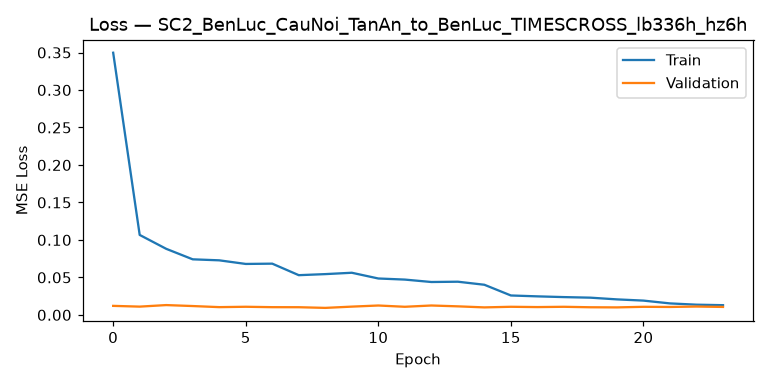 Loss — SC2_BenLuc_CauNoi_TanAn_to_BenLuc_TIMESCROSS_lb336h_hz6h
Train
Validation
MSE Loss
0.35
0.30
0.25
0.20
0.15
0.10
0.05
0.00
0 5 10 15 20
Epoch